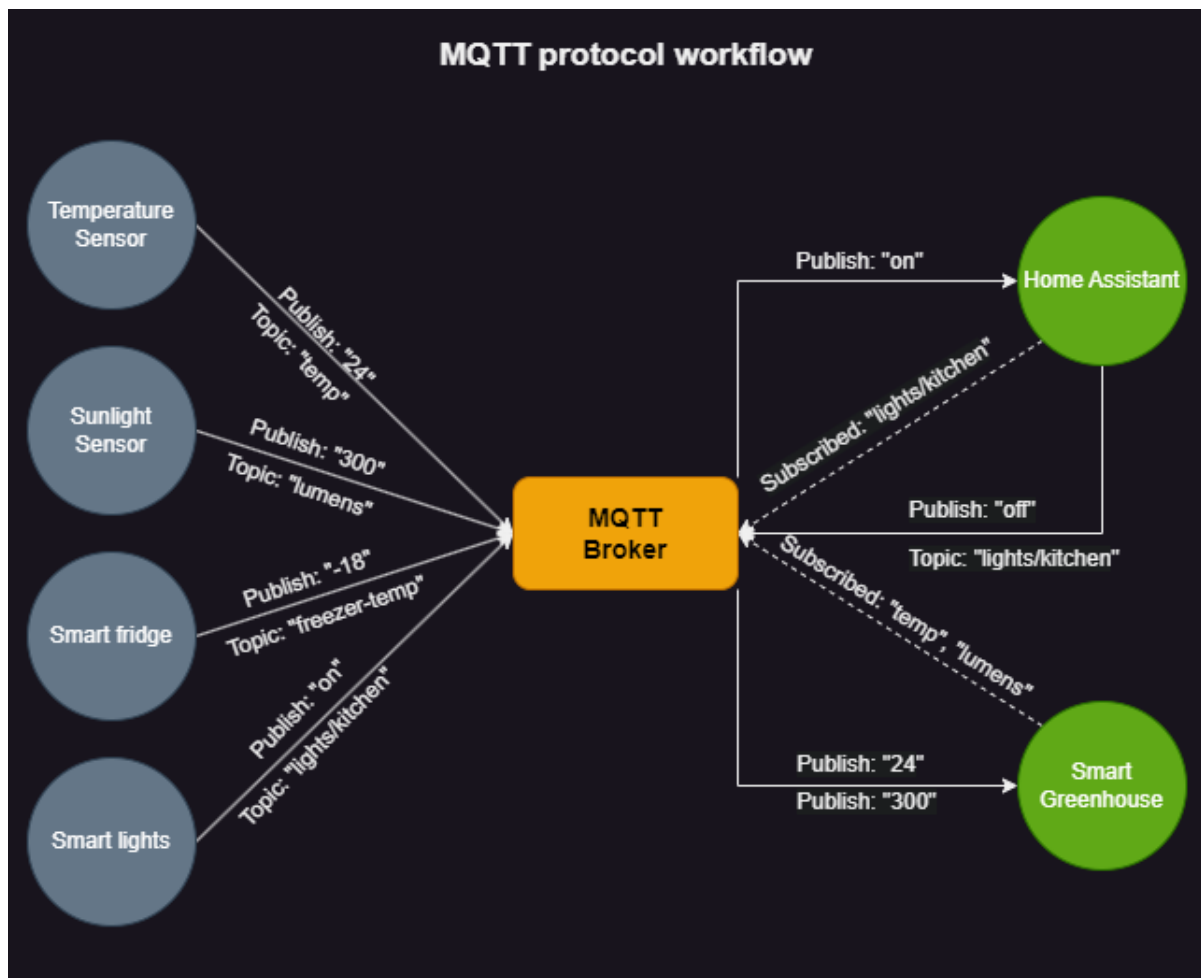 MQTT protocol workflow
Temperature
Sensor
Publish: "24"
Topic: "temp"
Sunlight
Sensor
Publish: "300"
Topic: "lumens"
Smart fridge
Publish: "-18"
Topic: "freezer-temp"
Smart lights
Publish: "on"
Topic: "lights/kitchen"
MQTT
Broker
Publish: "on"
Home Assistant
Subscribed: "lights/kitchen"
Publish: "off"
Topic: "lights/kitchen"
Subscribed: "temp", "lumens"
Publish: "24"
Publish: "300"
Smart
Greenhouse